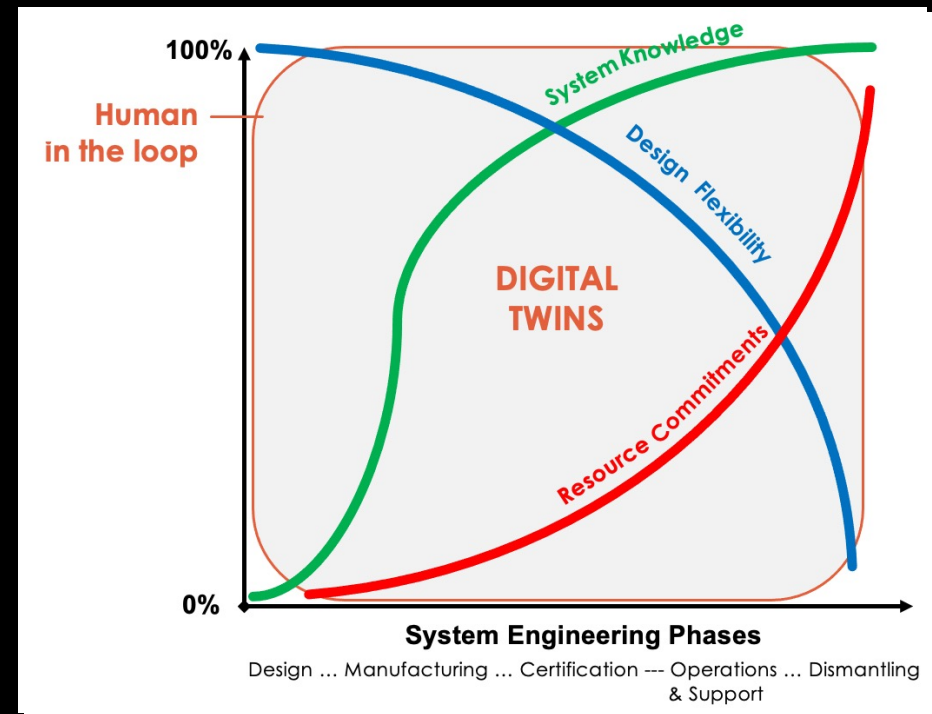 100%
System Knowledge
Human
in the loop
Design Flexibility
DIGITAL
TWINS
Resource Commitments
0%
System Engineering Phases
Design ... Manufacturing ... Certification --- Operations ... Dismantling
& Support